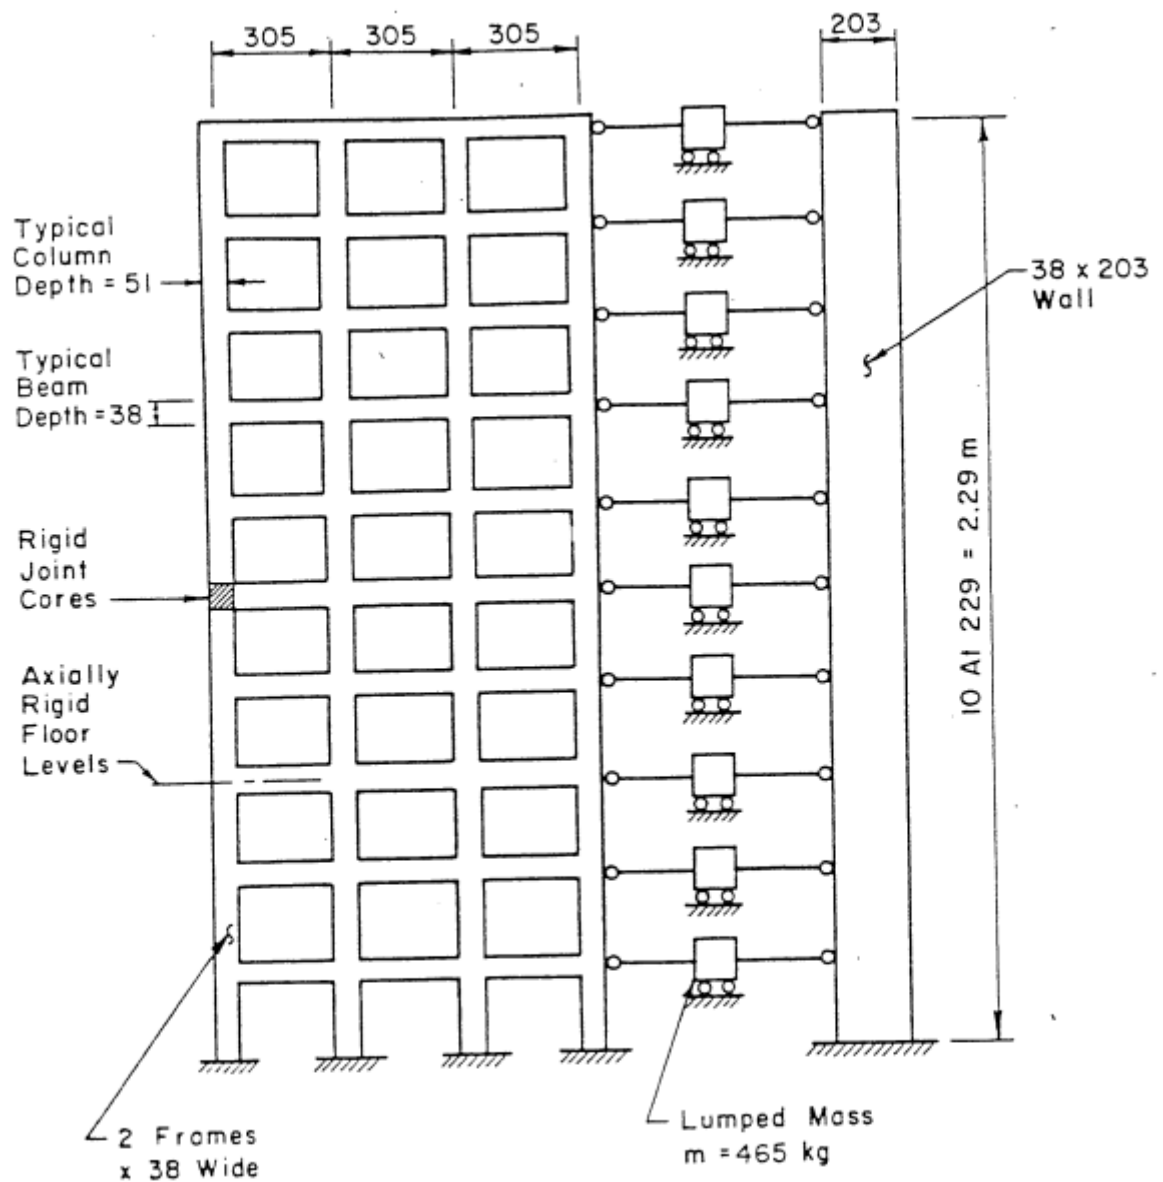 305
305
305
203
Typical
Column
Depth = 51
38 x 203
Wall
Typical
Beam
Depth = 38
Rigid
Joint
Cores
Axially
Rigid
Floor
Levels
10 At 229 = 2.29 m
2 Frames
x 38 Wide
Lumped Mass
m = 465 kg